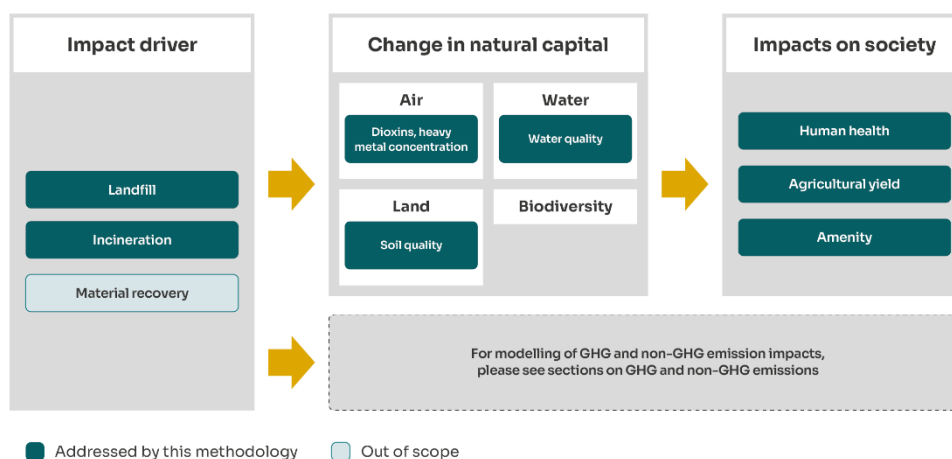 Impact driver
Landfill
Incineration
Material recovery
Change in natural capital
Air
Dioxins, heavy
metal concentration
Water
Water quality
Land
Soil quality
Biodiversity
Impacts on society
Human health
Agricultural yield
Amenity
For modelling of GHG and non-GHG emission impacts,
please see sections on GHG and non-GHG emissions
Addressed by this methodology
Out of scope